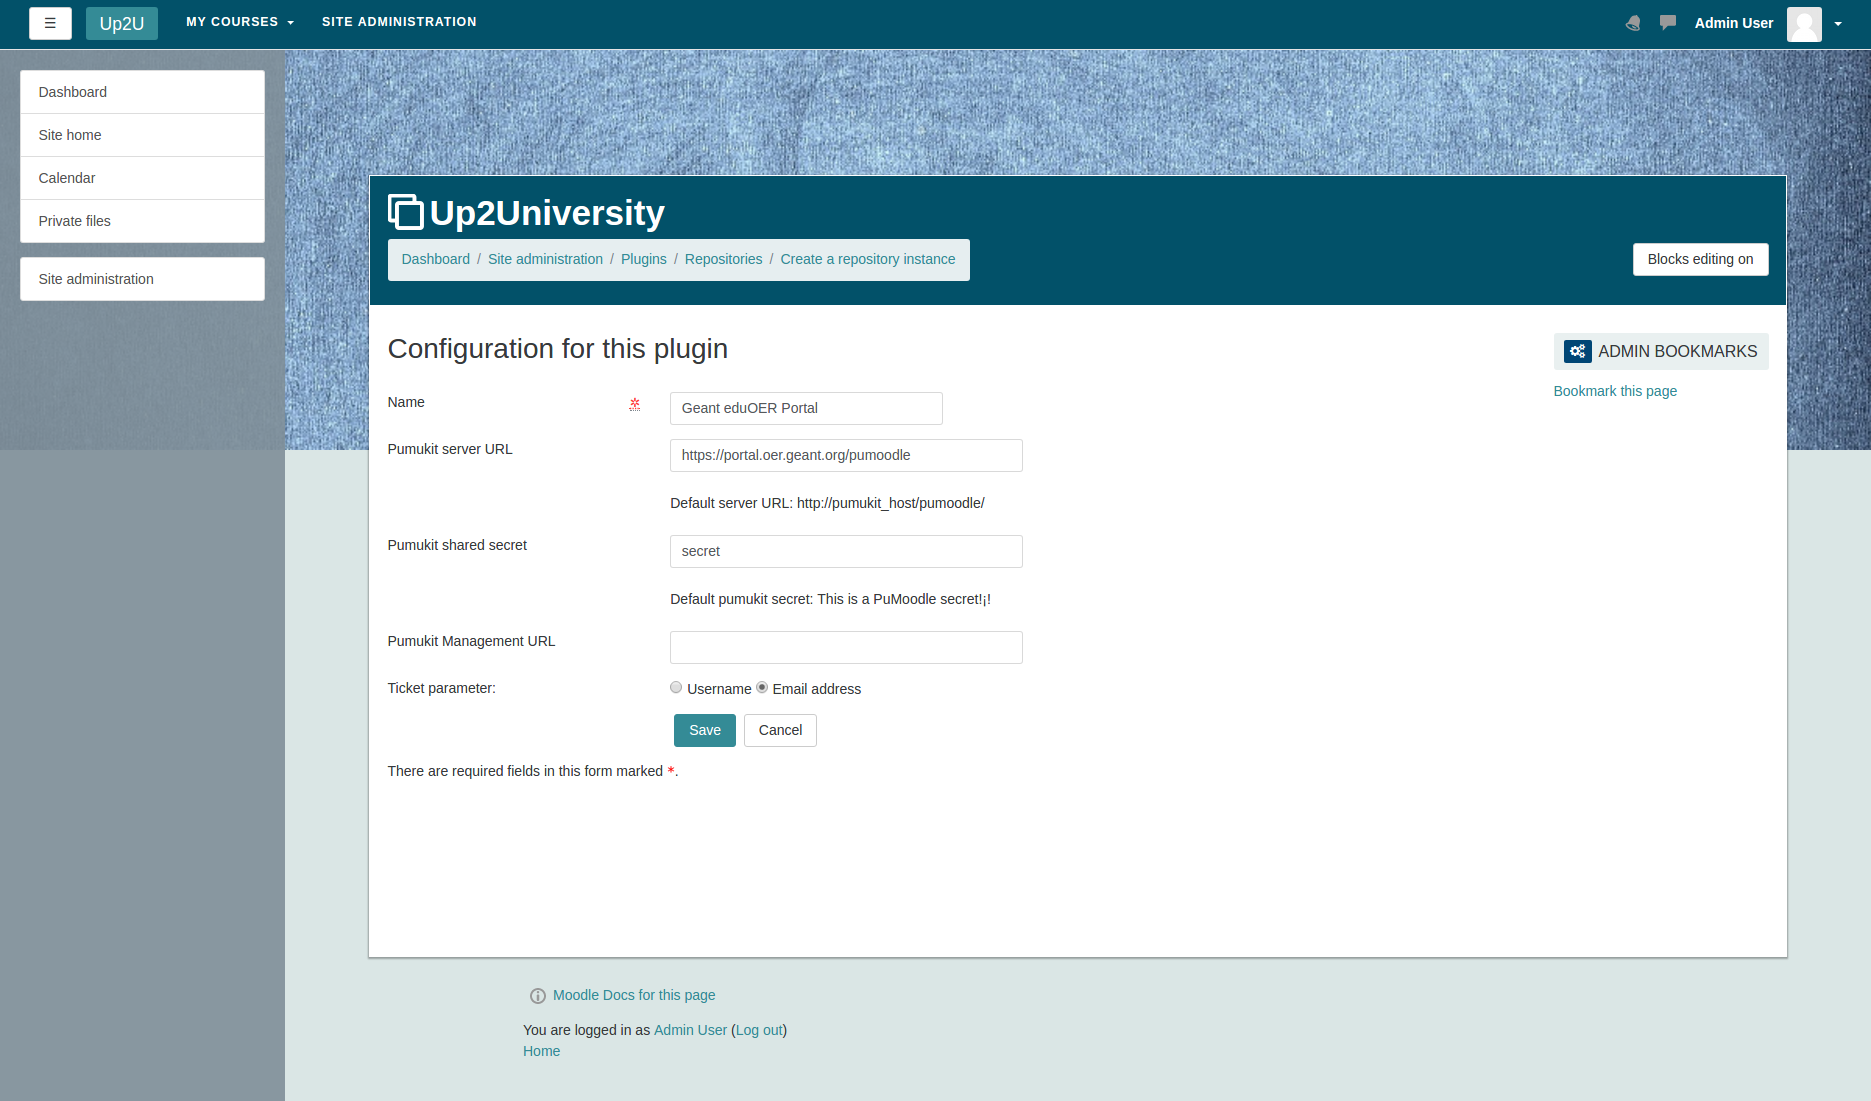 ☰ Up2U MY COURSES SITE ADMINISTRATION Admin User
Dashboard
Site home
Calendar
Private files
Site administration
Up2University
Dashboard / Site administration / Plugins / Repositories / Create a repository instance
Blocks editing on
Configuration for this plugin
Name Geant eduOER Portal
Pumukit server URL https://portal.oer.geant.org/pumoodle
Default server URL: http://pumukit_host/pumoodle/
Pumukit shared secret secret
Default pumukit secret: This is a PuMoodle secret!¡!
Pumukit Management URL
Ticket parameter: Username Email address
Save Cancel
There are required fields in this form marked *.
ADMIN BOOKMARKS
Bookmark this page
Moodle Docs for this page
You are logged in as Admin User (Log out)
Home